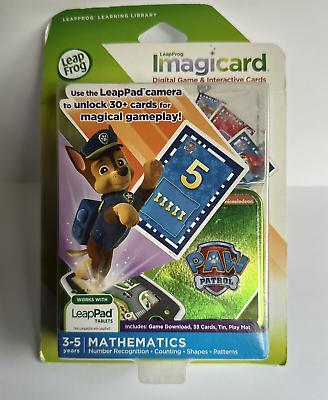 LEAPFROG LEARNING LIBRARY
Leap
Frog
LeapFrog
Imagicard
Digital Game & Interactive Cards
Use the LeapPad camera
to unlock 30+ cards for
magical gameplay!
5
nickelodeon
PAW
PATROL
WORKS WITH
LeapPad
TABLETS
Includes: Game Download, 33 Cards, Tin, Play Mat
3-5
years
MATHEMATICS
Number Recognition • Counting • Shapes • Patterns